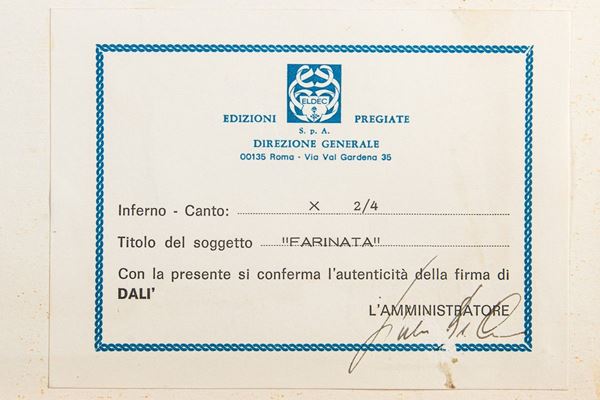 ELDEC
EDIZIONI PREGIATE
S. p. A.
DIREZIONE GENERALE
00135 Roma - Via Val Gardena 35
Inferno - Canto: X 2/4
Titolo del soggetto "FARINATA"
Con la presente si conferma l'autenticità della firma di
DALI'
L'AMMINISTRATORE